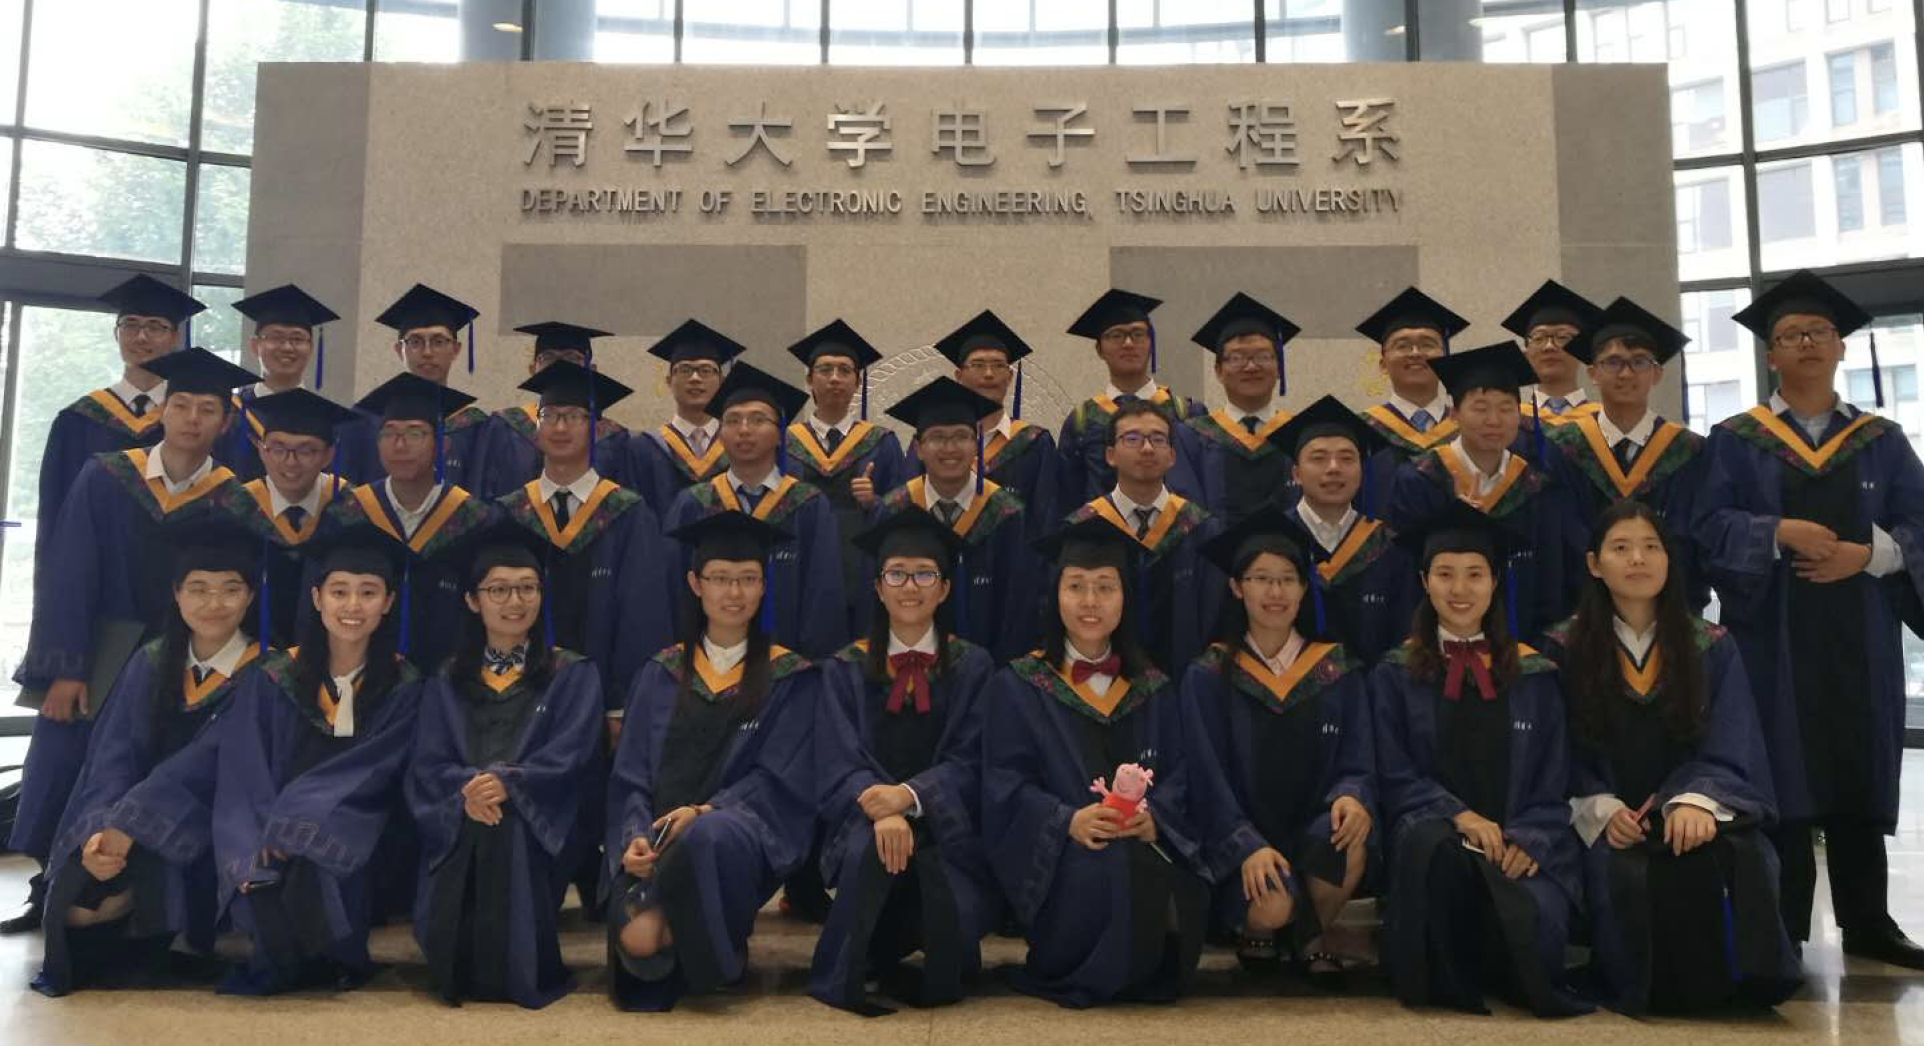 清华大学电子工程系
DEPARTMENT OF ELECTRONIC ENGINEERING, TSINGHUA UNIVERSITY